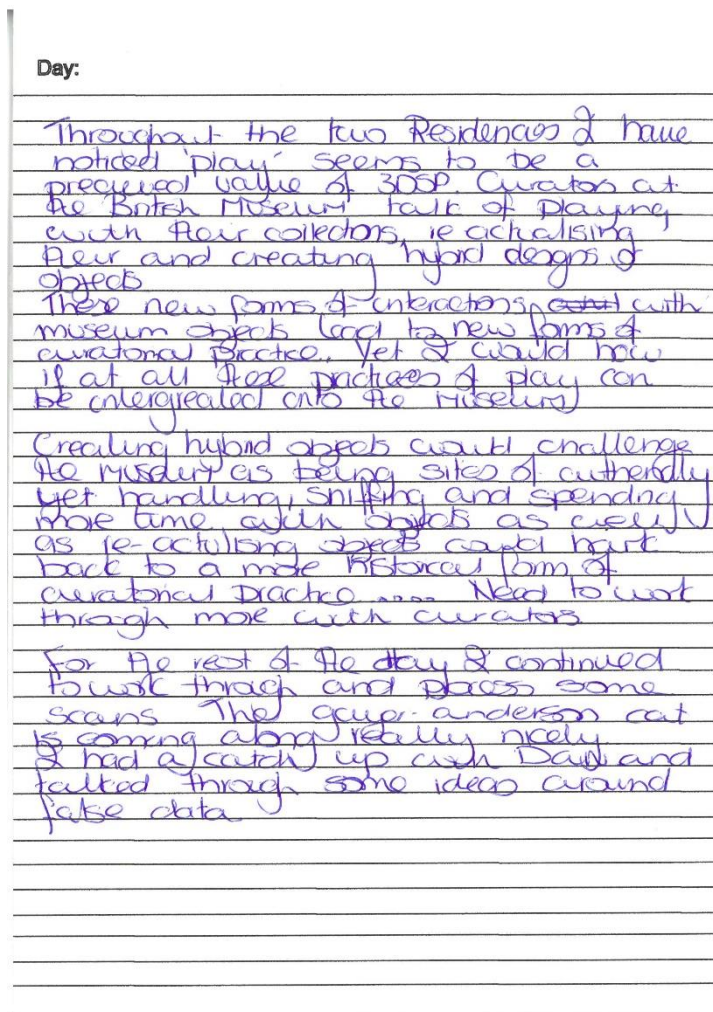 Day:
Throughout the two Residencies I have
noticed 'play' seems to be a
value of 3DSP. Curators at
the British Museum talk of playing
with their collections, ie actualising
their and creating hybrid designs of
objects
These new forms of interactions with
museum objects lead to new forms of
curatorial practice. Yet I would how
if at all these practices of play can
be onto the Museum
Creating hybrid objects would challenge
the museum as being sites of authenticity
yet handling, sniffing and spending
more time with objects as well
as objects could hark
back to a more historical form of
curatorial practice .... Need to work
through more with curators
For the rest of the day I continued
to work through and process some
scans The gayer-anderson cat
is coming along really nicely
I had a catch up with and
talked through some ideas around
false data